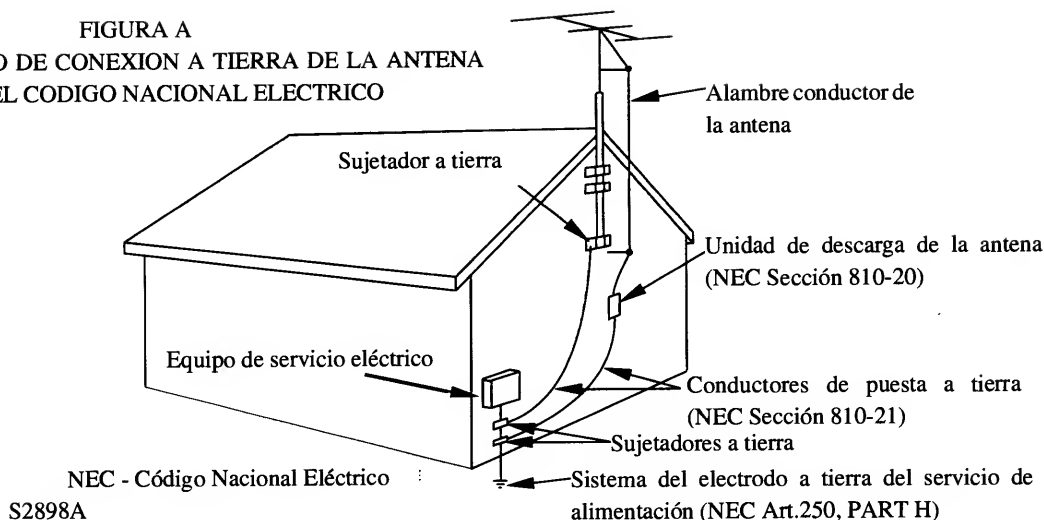 FIGURA A
DE CONEXION A TIERRA DE LA ANTENA
CODIGO NACIONAL ELECTRICO
Alambre conductor de
la antena
Sujetador a tierra
Unidad de descarga de la antena
(NEC Sección 810-20)
Equipo de servicio eléctrico
Conductores de puesta a tierra
(NEC Sección 810-21)
Sujetadores a tierra
NEC - Código Nacional Eléctrico
Sistema del electrodo a tierra del servicio de
alimentación (NEC Art.250, PART H)
S2898A